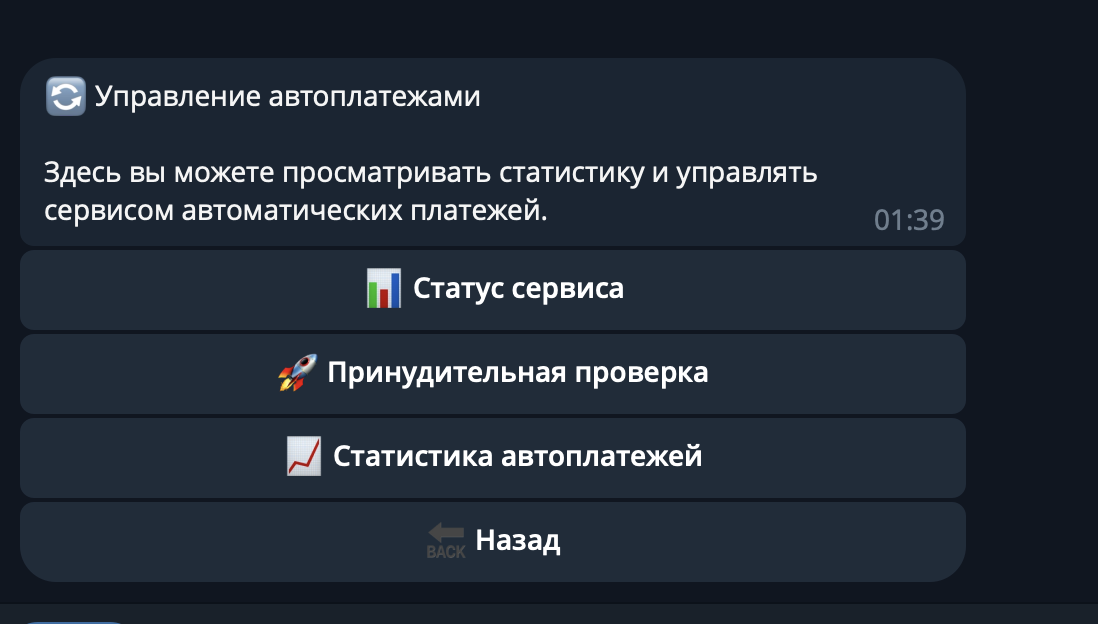 Управление автоплатежами
Здесь вы можете просматривать статистику и управлять
сервисом автоматических платежей.
01:39
Статус сервиса
Принудительная проверка
Статистика автоплатежей
BACK Назад